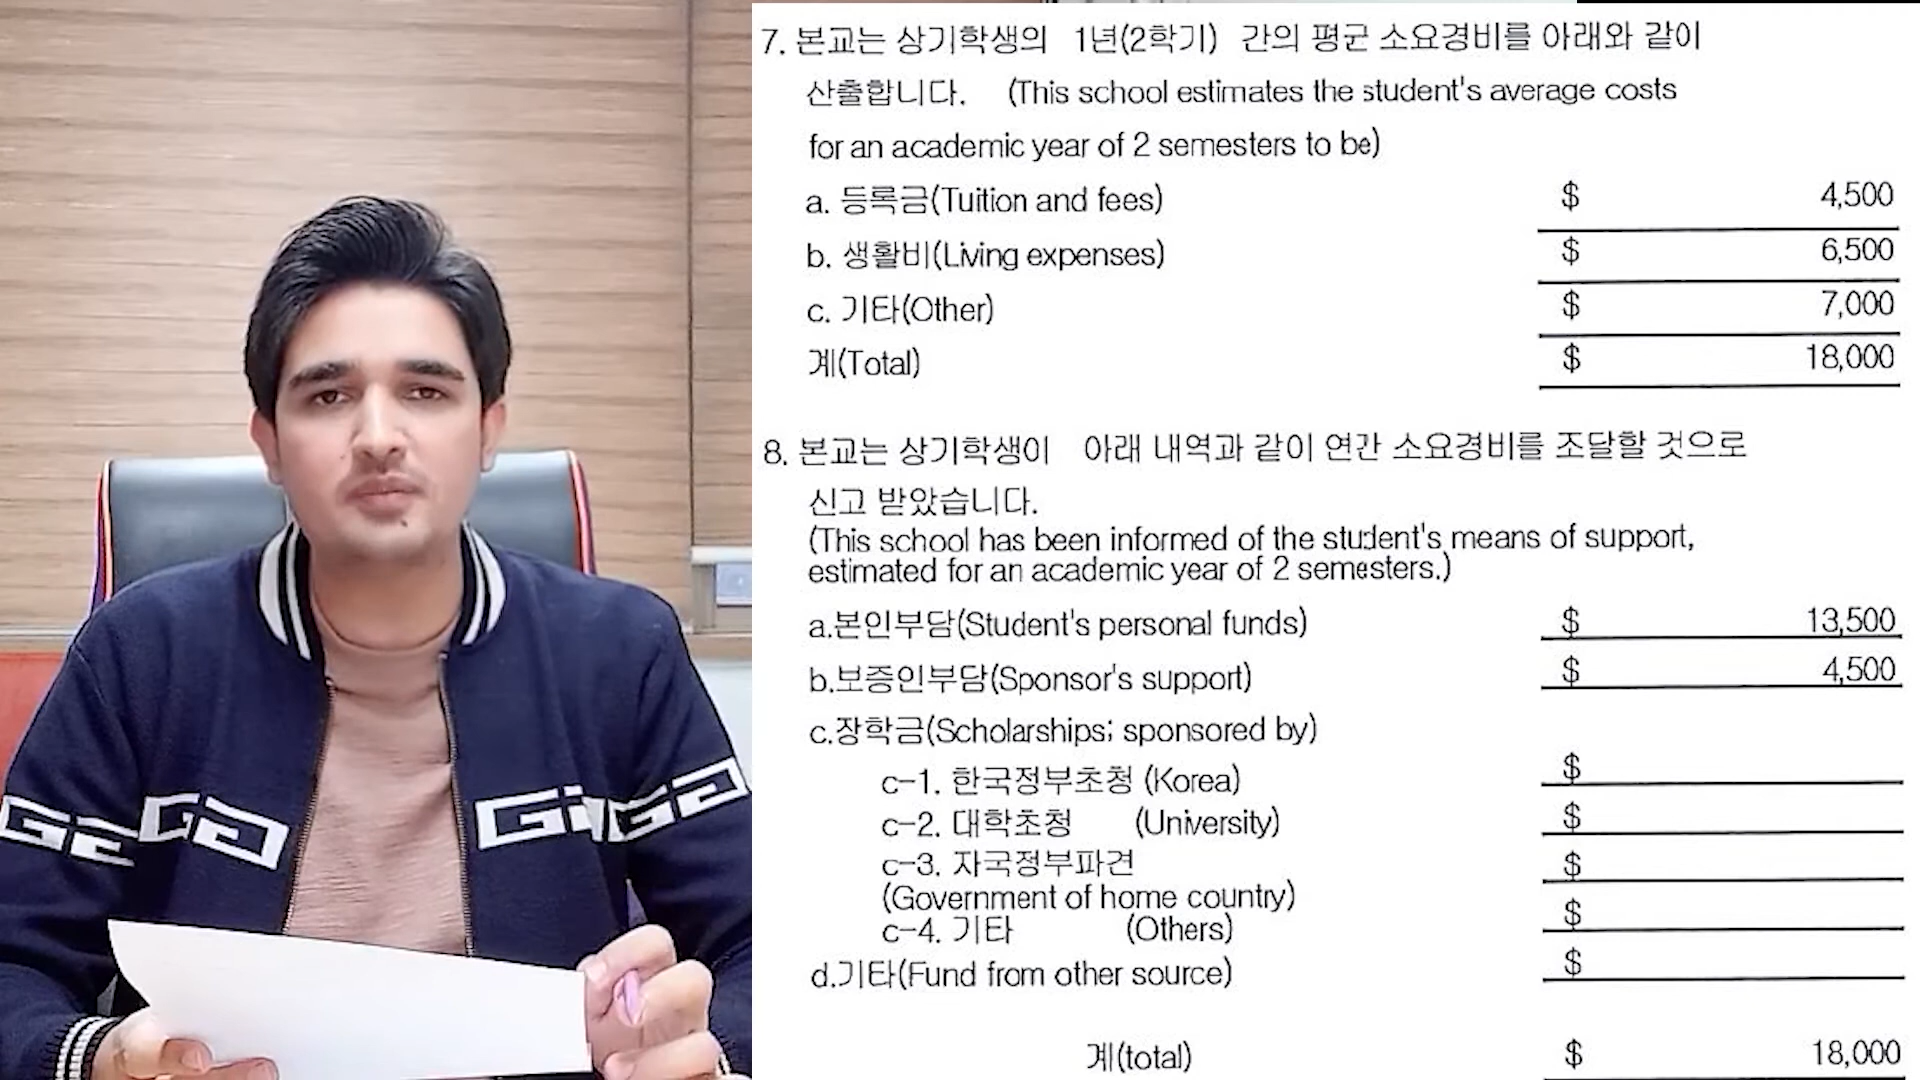 7. 본교는 상기학생의 1년(2학기) 간의 평균 소요경비를 아래와 같이
산출합니다. (This school estimates the student's average costs
for an academic year of 2 semesters to be)
a. 등록금(Tuition and fees) $ 4,500
b. 생활비(Living expenses) $ 6,500
c. 기타(Other) $ 7,000
계(Total) $ 18,000
8. 본교는 상기학생이 아래 내역과 같이 연간 소요경비를 조달할 것으로
신고 받았습니다.
(This school has been informed of the student's means of support,
estimated for an academic year of 2 semesters.)
a.본인부담(Student's personal funds) $ 13,500
b.보증인부담(Sponsor's support) $ 4,500
c.장학금(Scholarships; sponsored by)
c-1. 한국정부초청 (Korea) $
c-2. 대학초청 (University) $
c-3. 자국정부파견 $
(Government of home country)
c-4. 기타 (Others) $
d.기타(Fund from other source) $
계(total) $ 18,000